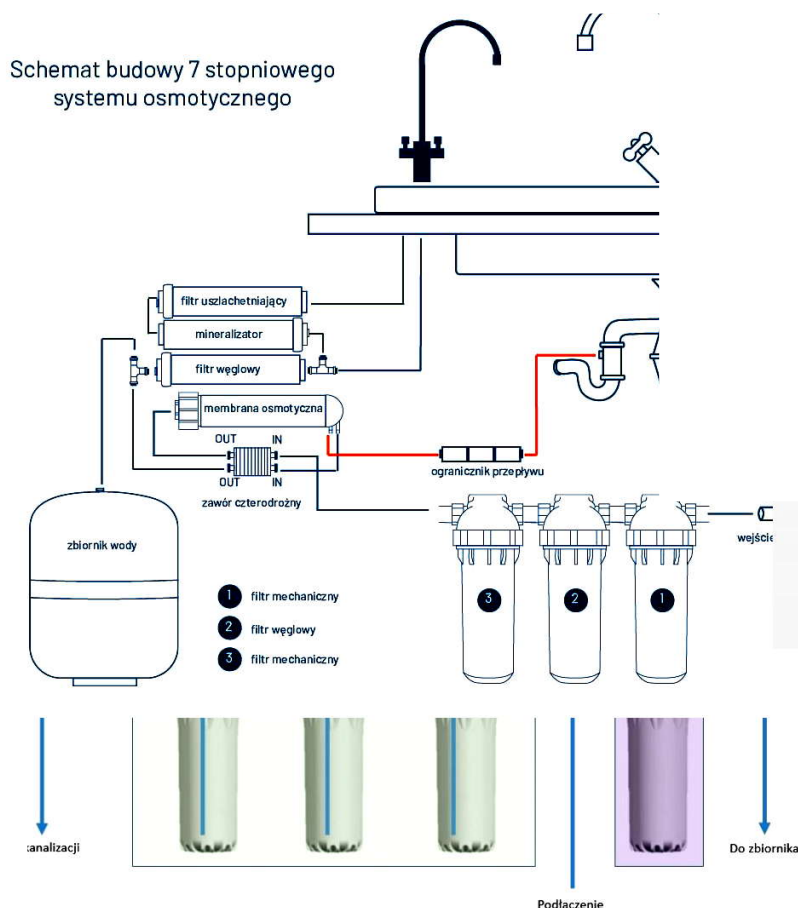 Schemat budowy 7 stopniowego
systemu osmotycznego
filtr uszlachetniający
mineralizator
filtr węglowy
membrana osmotyczna
OUT IN
OUT IN
zawór czterodrożny
ogranicznik przepływu
zbiornik wody
wejście
1 filtr mechaniczny
2 filtr węglowy
3 filtr mechaniczny
3 2 1
kanalizacji
Do zbiornika
Podłączenie